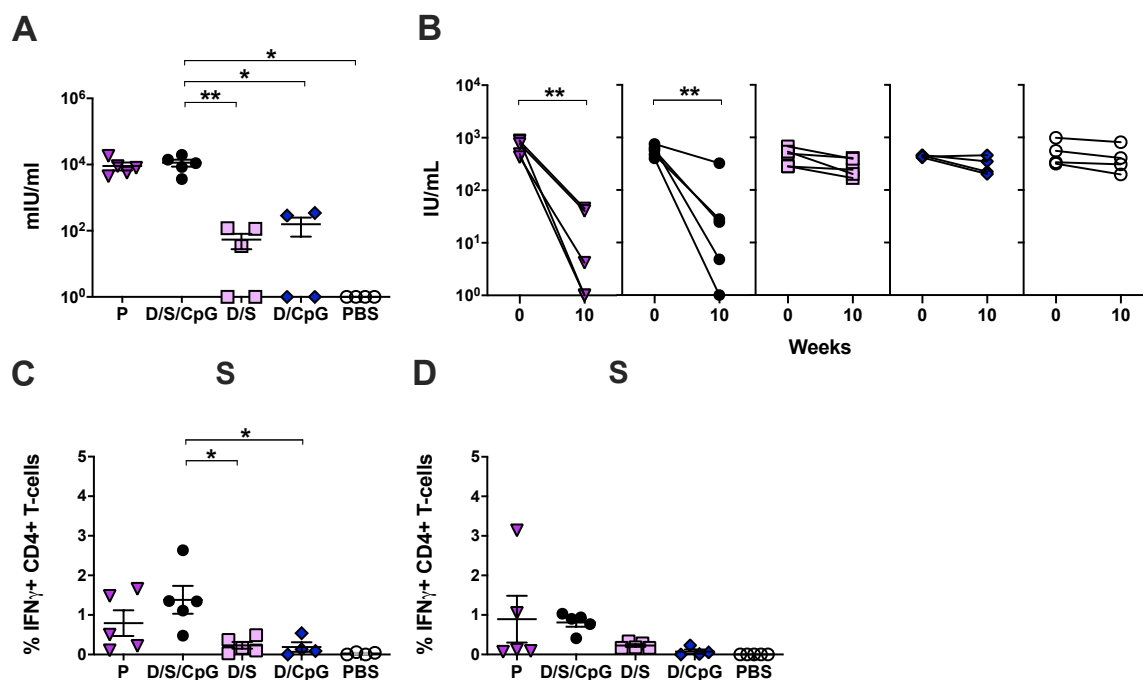 A
B
* 
*
**
10⁶
10⁴
10²
10⁰
mIU/ml
P D/S/CpG D/S D/CpG PBS
** **
10⁴
10³
10²
10¹
10⁰
IU/mL
0 10 0 10 0 10 0 10 0 10
Weeks
C S
D S
*
*
5
4
3
2
1
0
% IFNγ+ CD4+ T-cells
P D/S/CpG D/S D/CpG PBS
5
4
3
2
1
0
% IFNγ+ CD4+ T-cells
P D/S/CpG D/S D/CpG PBS